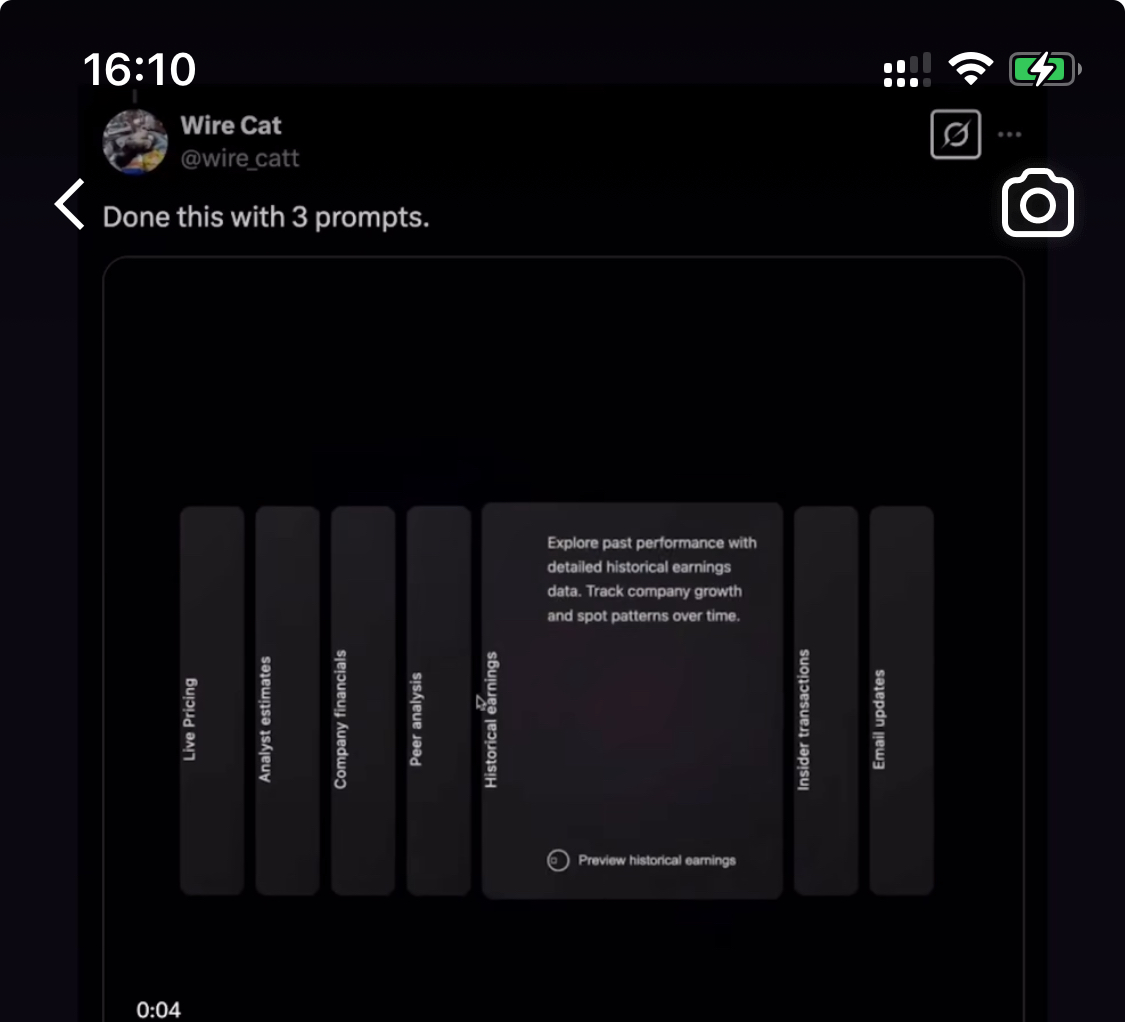 16:10
Wire Cat
@wire_catt
Done this with 3 prompts.
Live Pricing
Analyst estimates
Company financials
Peer analysis
Historical earnings
Explore past performance with
detailed historical earnings
data. Track company growth
and spot patterns over time.
Preview historical earnings
Insider transactions
Email updates
0:04